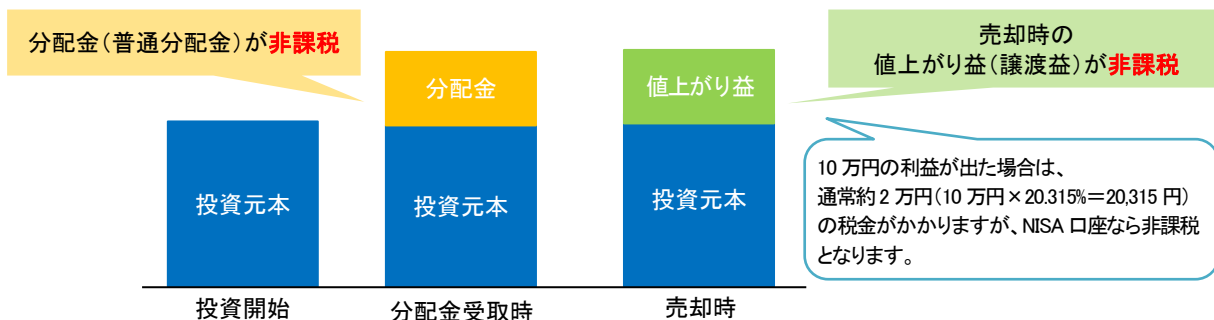 分配金(普通分配金)が非課税
売却時の
値上がり益(譲渡益)が非課税
分配金
値上がり益
投資元本
投資元本
投資元本
10 万円の利益が出た場合は、
通常約 2 万円(10 万円×20.315%=20,315 円)
の税金がかかりますが、NISA 口座なら非課税
となります。
投資開始
分配金受取時
売却時